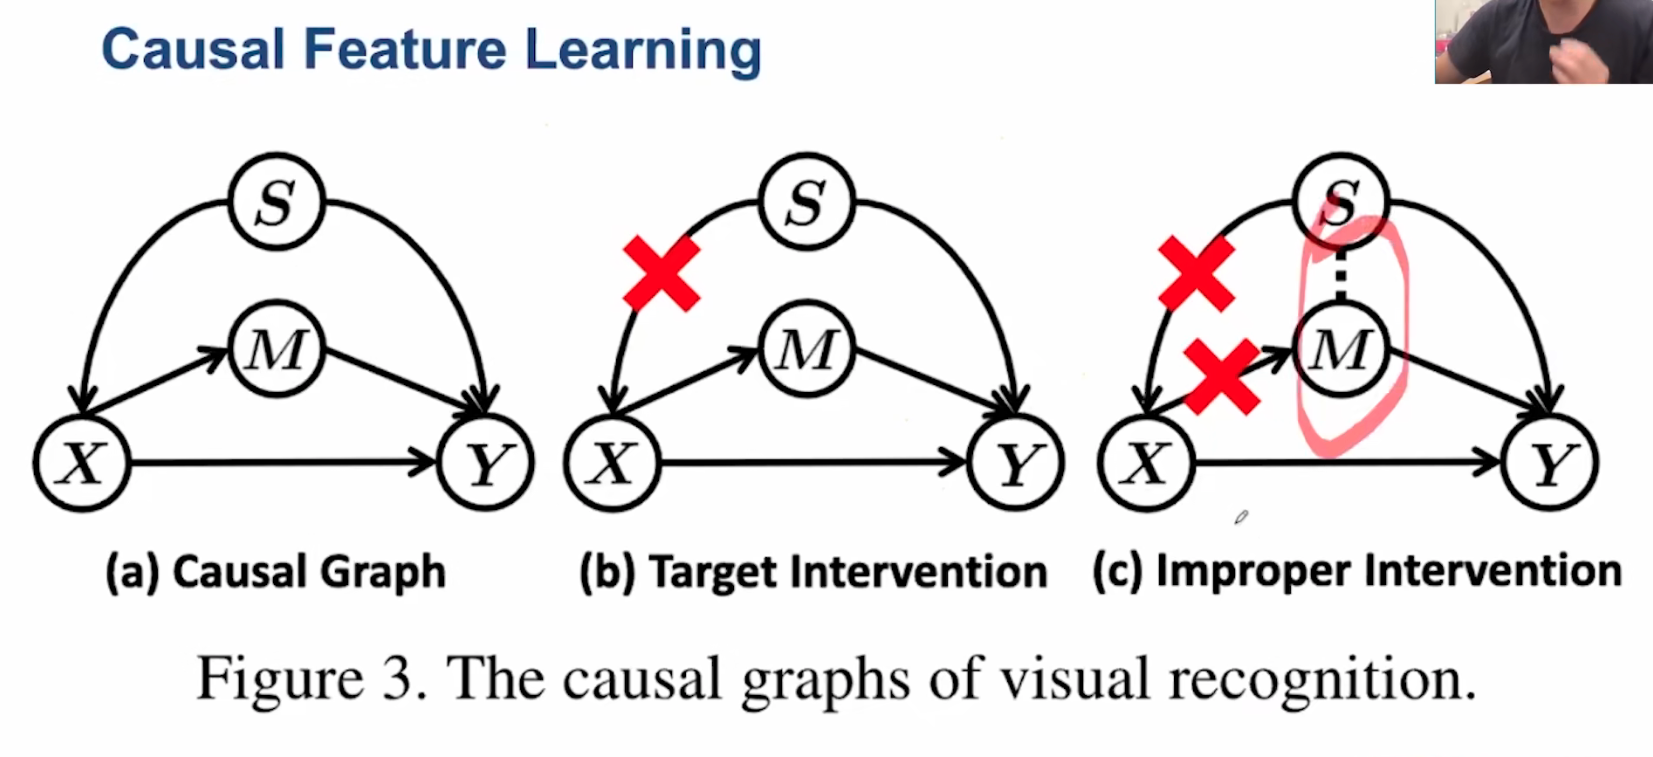 Causal Feature Learning
S
M
X
Y
S
M
X
Y
S
M
X
Y
(a) Causal Graph
(b) Target Intervention
(c) Improper Intervention
Figure 3. The causal graphs of visual recognition.